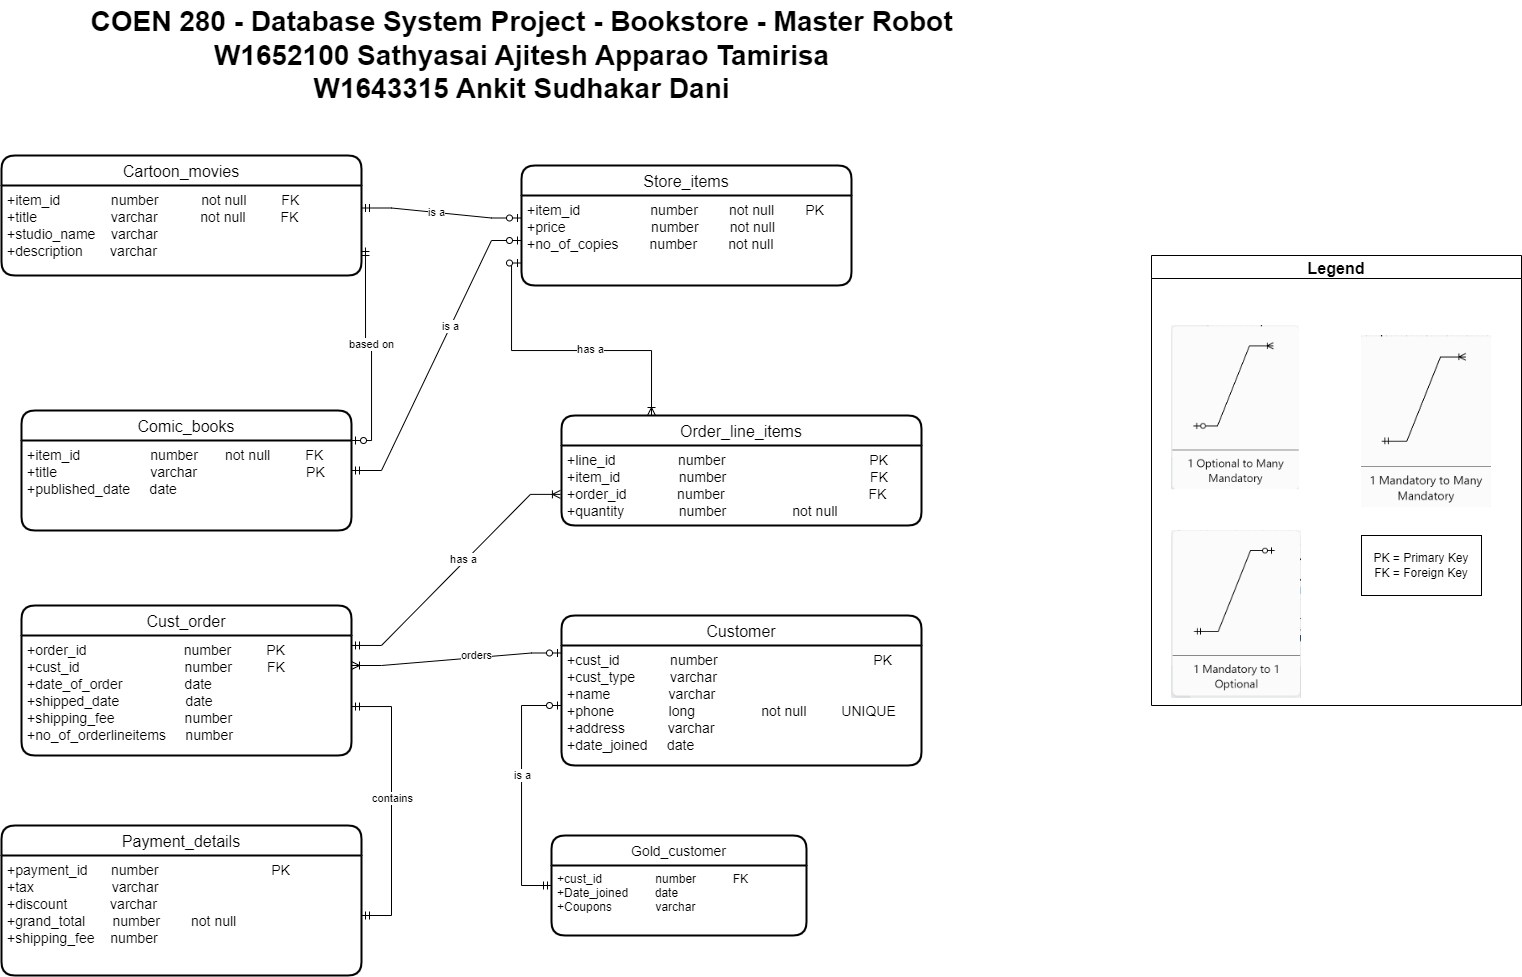 COEN 280 - Database System Project - Bookstore - Master Robot
W1652100 Sathyasai Ajitesh Apparao Tamirisa
W1643315 Ankit Sudhakar Dani
Cartoon_movies
+item_id number not null FK
+title varchar not null FK
+studio_name varchar
+description varchar
is a
Store_items
+item_id number not null PK
+price number not null
+no_of_copies number not null
based on
is a
has a
Comic_books
+item_id number not null FK
+title varchar PK
+published_date date
Order_line_items
+line_id number PK
+item_id number FK
+order_id number FK
+quantity number not null
has a
Cust_order
+order_id number PK
+cust_id number FK
+date_of_order date
+shipped_date date
+shipping_fee number
+no_of_orderlineitems number
orders
Customer
+cust_id number PK
+cust_type varchar
+name varchar
+phone long not null UNIQUE
+address varchar
+date_joined date
is a
contains
Payment_details
+payment_id number PK
+tax varchar
+discount varchar
+grand_total number not null
+shipping_fee number
Gold_customer
+cust_id number FK
+Date_joined date
+Coupons varchar
Legend
1 Optional to Many
Mandatory
1 Mandatory to Many
Mandatory
1 Mandatory to 1
Optional
PK = Primary Key
FK = Foreign Key